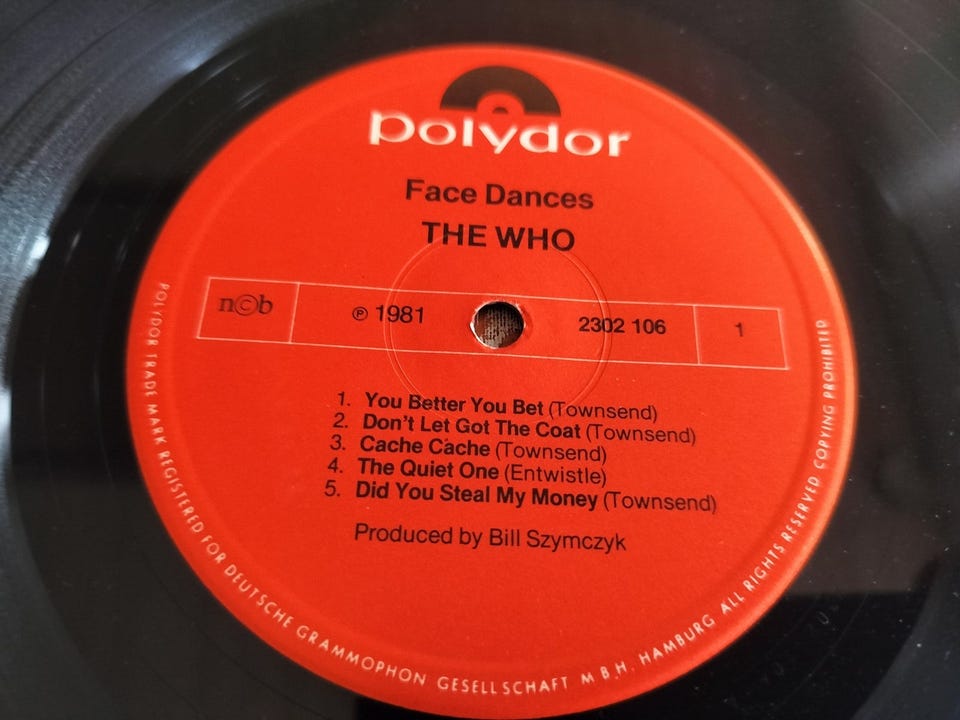 polydor
Face Dances
THE WHO
n©b ℗ 1981 2302 106 1
1. You Better You Bet (Townsend)
2. Don't Let Got The Coat (Townsend)
3. Cache Cache (Townsend)
4. The Quiet One (Entwistle)
5. Did You Steal My Money (Townsend)
Produced by Bill Szymczyk
POLYDOR TRADE MARK REGISTERED FOR DEUTSCHE GRAMMOPHON GESELLSCHAFT M.B.H. HAMBURG ALL RIGHTS RESERVED COPYING PROHIBITED